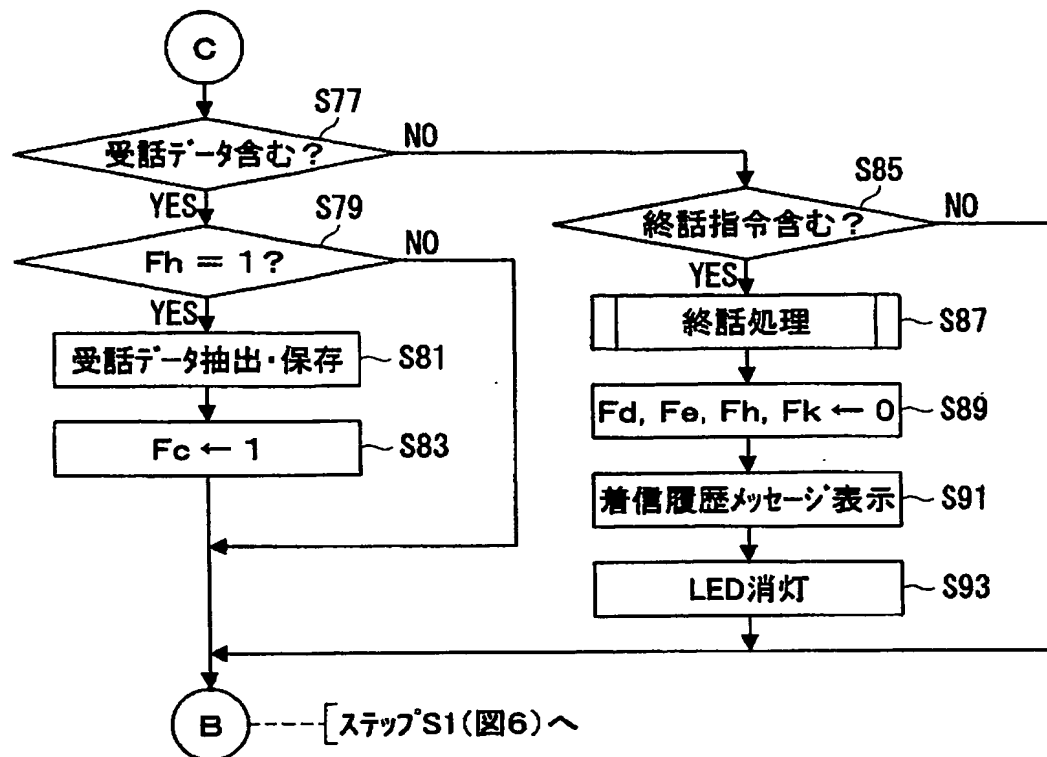 C
S77
受話データ含む?
NO
YES
S79
Fh = 1?
NO
YES
受話データ抽出・保存
S81
Fc ← 1
S83
S85
終話指令含む?
NO
YES
終話処理
S87
Fd, Fe, Fh, Fk ← 0
S89
着信履歴メッセージ表示
S91
LED消灯
S93
B
ステップS1(図6)へ